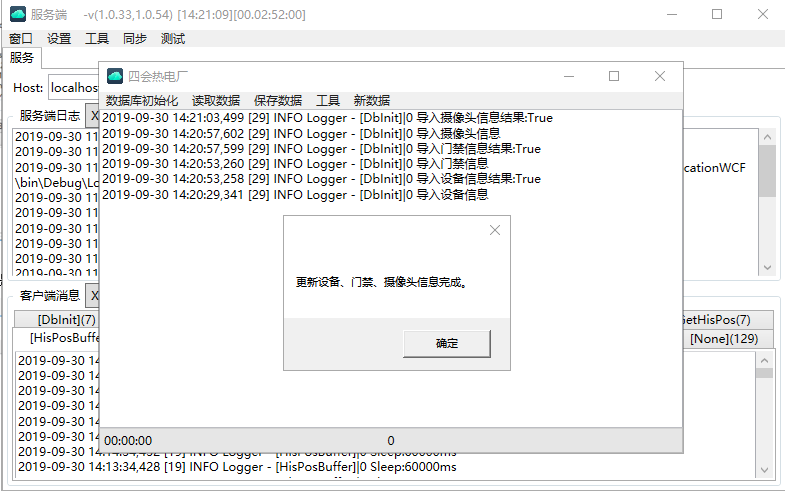 服务端 -v(1.0.33,1.0.54) [14:21:09][00.02:52:00]
窗口 设置 工具 同步 测试
服务
Host: localhos
服务端日志 X
2019-09-30 11
2019-09-30 11
2019-09-30 11
\bin\Debug\Lo
2019-09-30 11
2019-09-30 11
2019-09-30 11
2019-09-30 11
2019-09-30 11
cationWCF
四会热电厂
数据库初始化 读取数据 保存数据 工具 新数据
2019-09-30 14:21:03,499 [29] INFO Logger - [DbInit]|0 导入摄像头信息结果:True
2019-09-30 14:20:57,602 [29] INFO Logger - [DbInit]|0 导入摄像头信息
2019-09-30 14:20:57,599 [29] INFO Logger - [DbInit]|0 导入门禁信息结果:True
2019-09-30 14:20:53,260 [29] INFO Logger - [DbInit]|0 导入门禁信息
2019-09-30 14:20:53,258 [29] INFO Logger - [DbInit]|0 导入设备信息结果:True
2019-09-30 14:20:29,341 [29] INFO Logger - [DbInit]|0 导入设备信息
更新设备、门禁、摄像头信息完成。
确定
00:00:00 0
客户端消息 X
[DbInit](7) GetHisPos(7)
[HisPosBuffe [None](129)
2019-09-30 14
2019-09-30 14
2019-09-30 14
2019-09-30 14
2019-09-30 14
2019-09-30 14
2019-09-30 14:14:34,432 [19] INFO Logger - [HisPosBuffer]|0 Sleep:60000ms
2019-09-30 14:13:34,428 [19] INFO Logger - [HisPosBuffer]|0 Sleep:60000ms